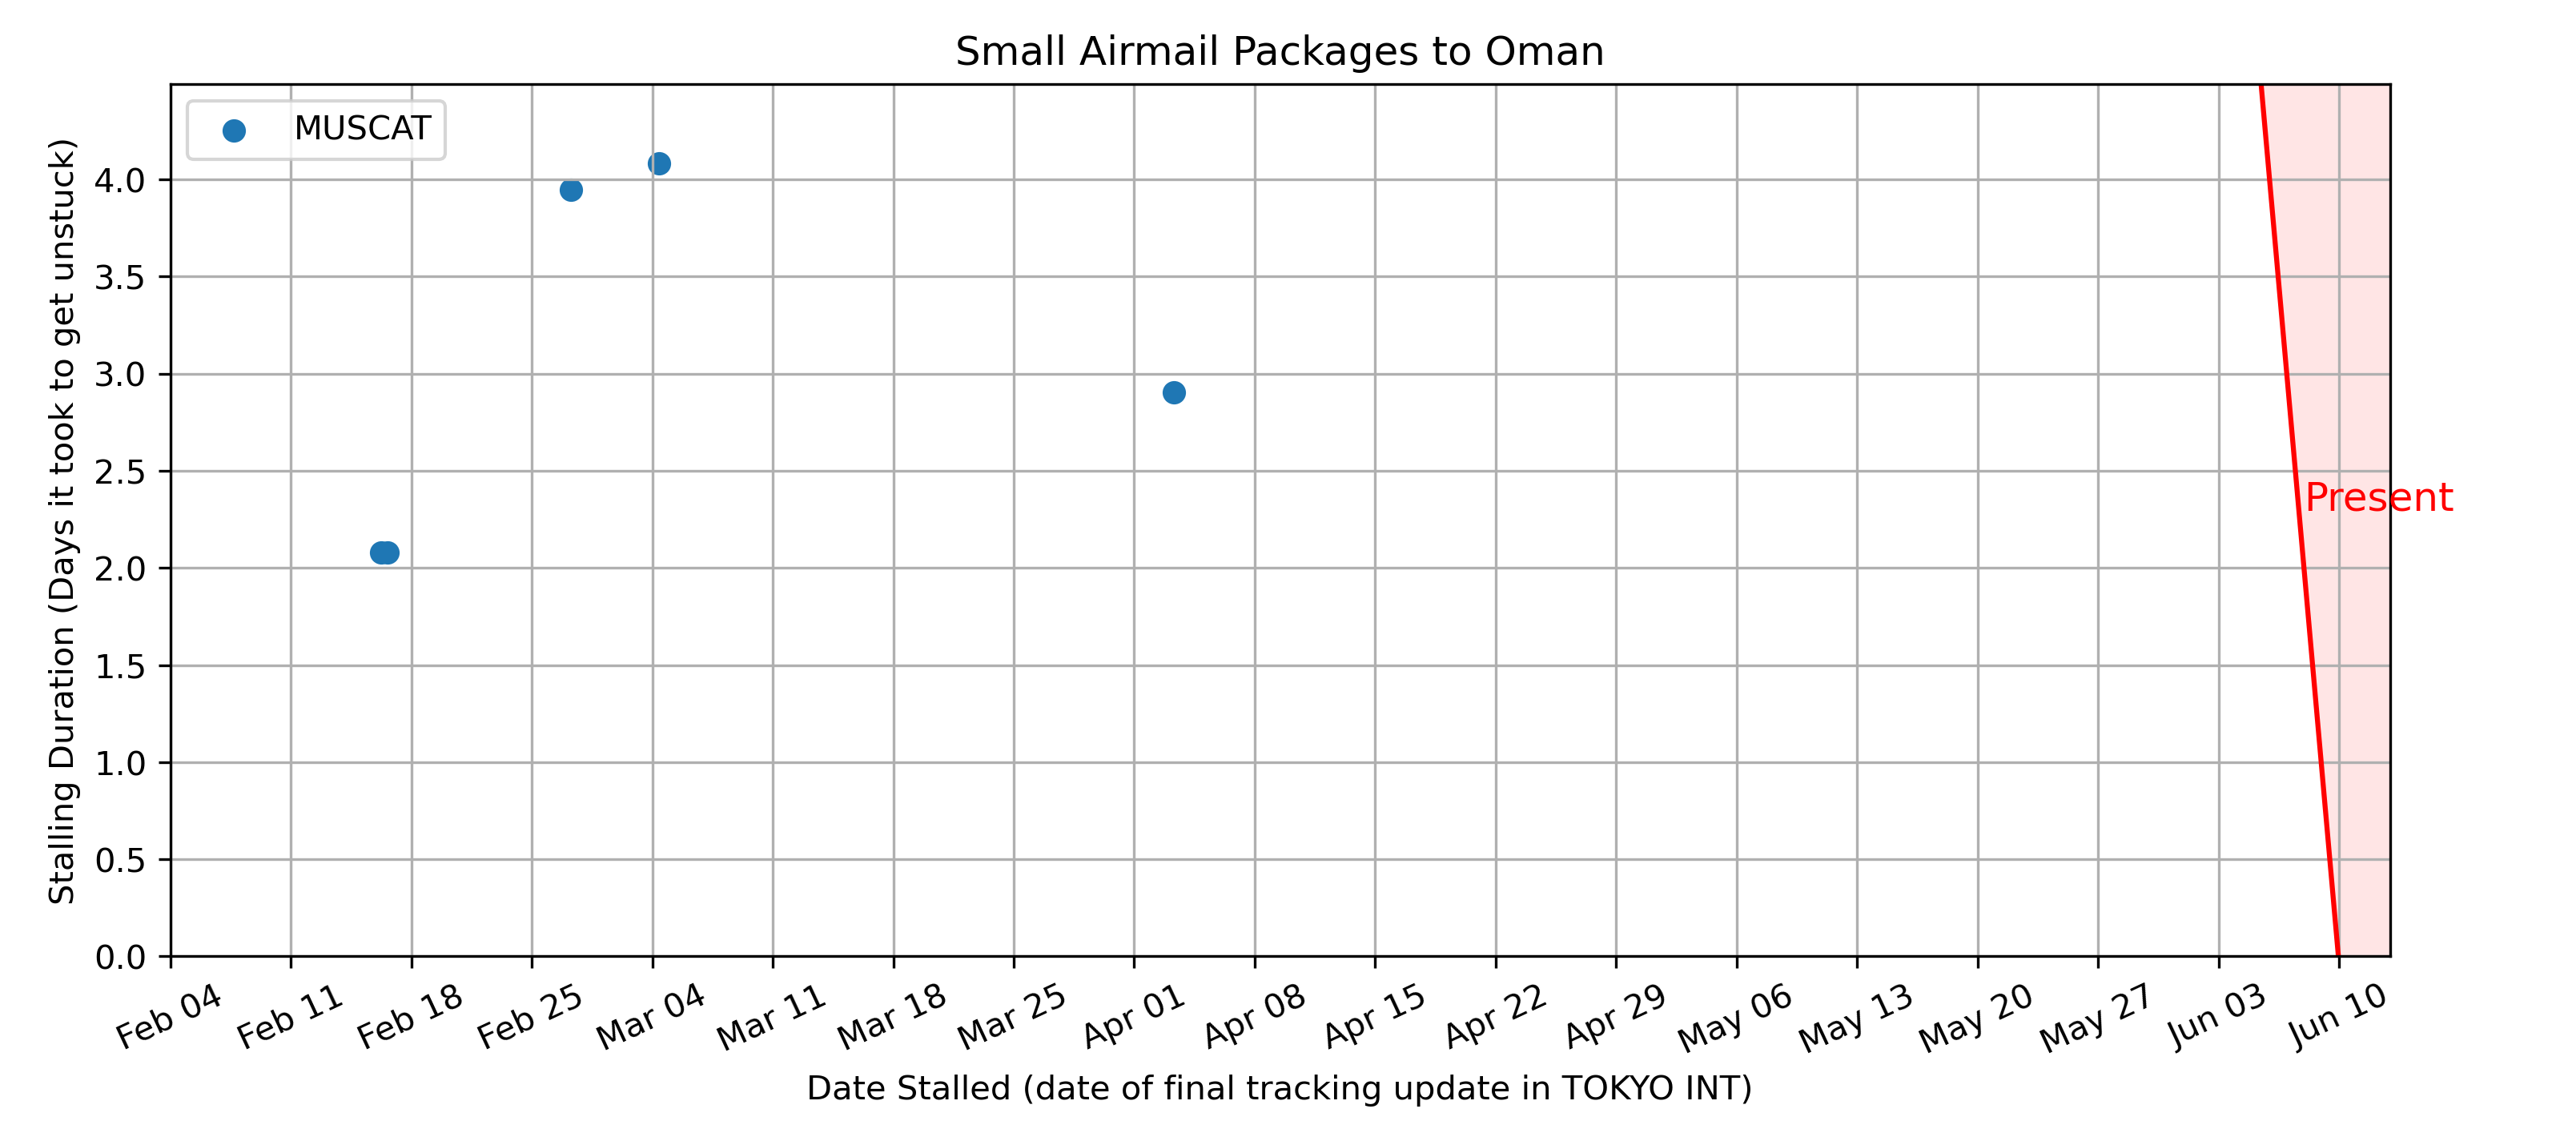 Small Airmail Packages to Oman
MUSCAT
Stalling Duration (Days it took to get unstuck)
4.0
3.5
3.0
2.5
2.0
1.5
1.0
0.5
0.0
Present
Feb 04 Feb 11 Feb 18 Feb 25 Mar 04 Mar 11 Mar 18 Mar 25 Apr 01 Apr 08 Apr 15 Apr 22 Apr 29 May 06 May 13 May 20 May 27 Jun 03 Jun 10
Date Stalled (date of final tracking update in TOKYO INT)